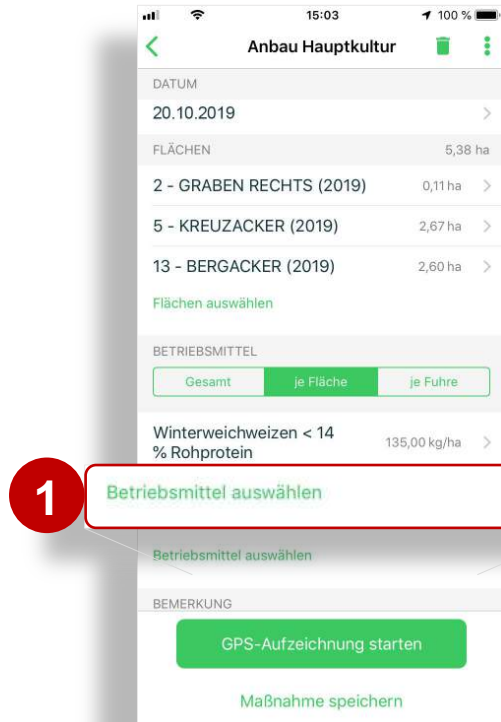 15:03
100 %
Anbau Hauptkultur
DATUM
20.10.2019
FLÄCHEN 5,38 ha
2 - GRABEN RECHTS (2019) 0,11 ha
5 - KREUZACKER (2019) 2,67 ha
13 - BERGACKER (2019) 2,60 ha
Flächen auswählen
BETRIEBSMITTEL
Gesamt je Fläche je Fuhre
Winterweichweizen < 14 135,00 kg/ha
% Rohprotein
1 Betriebsmittel auswählen
Betriebsmittel auswählen
BEMERKUNG
GPS-Aufzeichnung starten
Maßnahme speichern